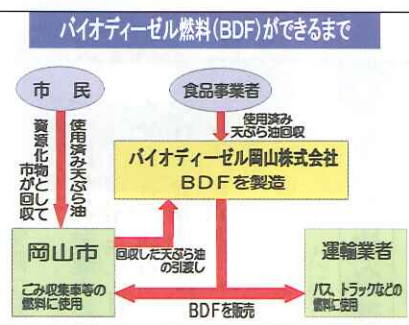 バイオディーゼル燃料(BDF)ができるまで
市 民
食品事業者
使用済み
天ぷら油回収
使用済み天ぷら油
資源化物として
市が回収
バイオディーゼル岡山株式会社
BDFを製造
岡山市
ごみ収集車等の
燃料に使用
回収した天ぷら油
の引渡し
運輸業者
バス、トラックなどの
燃料に使用
BDFを販売